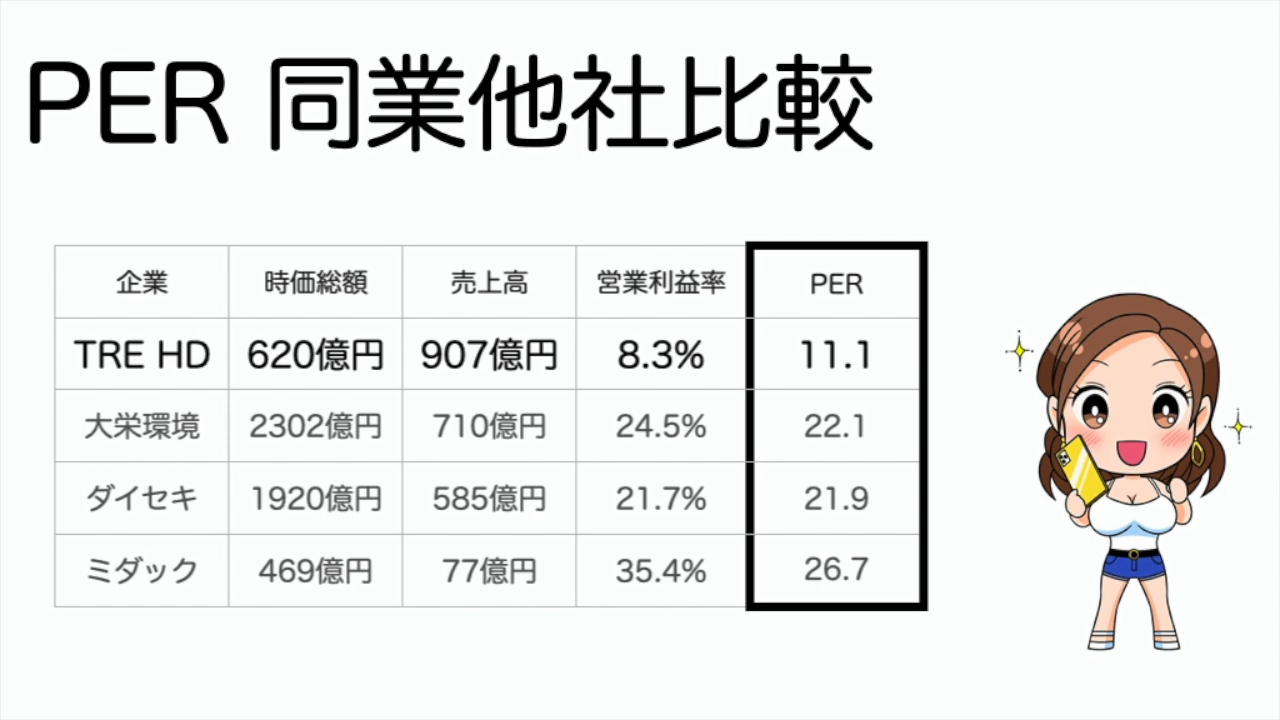 PER 同業他社比較
企業 時価総額 売上高 営業利益率 PER
TRE HD 620億円 907億円 8.3% 11.1
大栄環境 2302億円 710億円 24.5% 22.1
ダイセキ 1920億円 585億円 21.7% 21.9
ミダック 469億円 77億円 35.4% 26.7